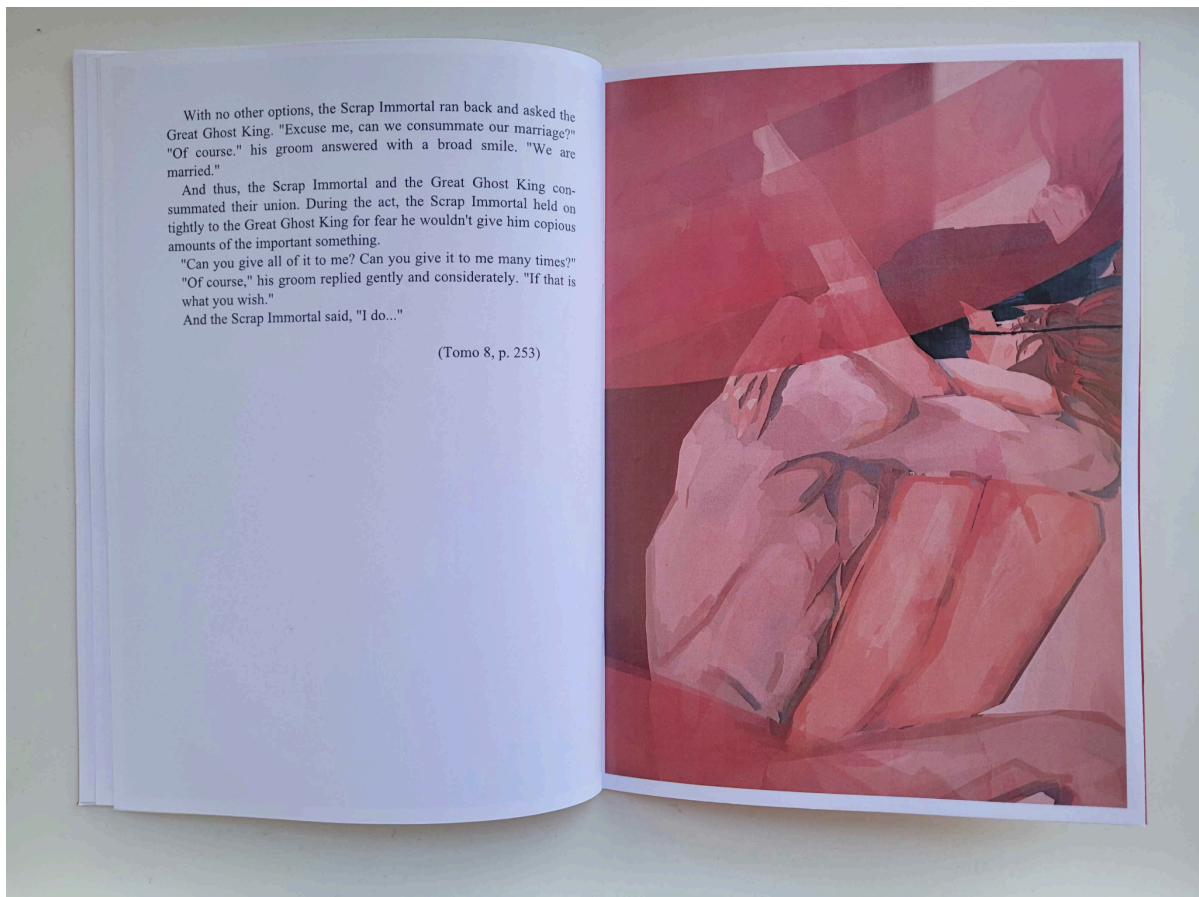 With no other options, the Scrap Immortal ran back and asked the
Great Ghost King. "Excuse me, can we consummate our marriage?"
"Of course." his groom answered with a broad smile. "We are
married."
And thus, the Scrap Immortal and the Great Ghost King con-
summated their union. During the act, the Scrap Immortal held on
tightly to the Great Ghost King for fear he wouldn't give him copious
amounts of the important something.
"Can you give all of it to me? Can you give it to me many times?"
"Of course," his groom replied gently and considerately. "If that is
what you wish."
And the Scrap Immortal said, "I do..."
(Tomo 8, p. 253)